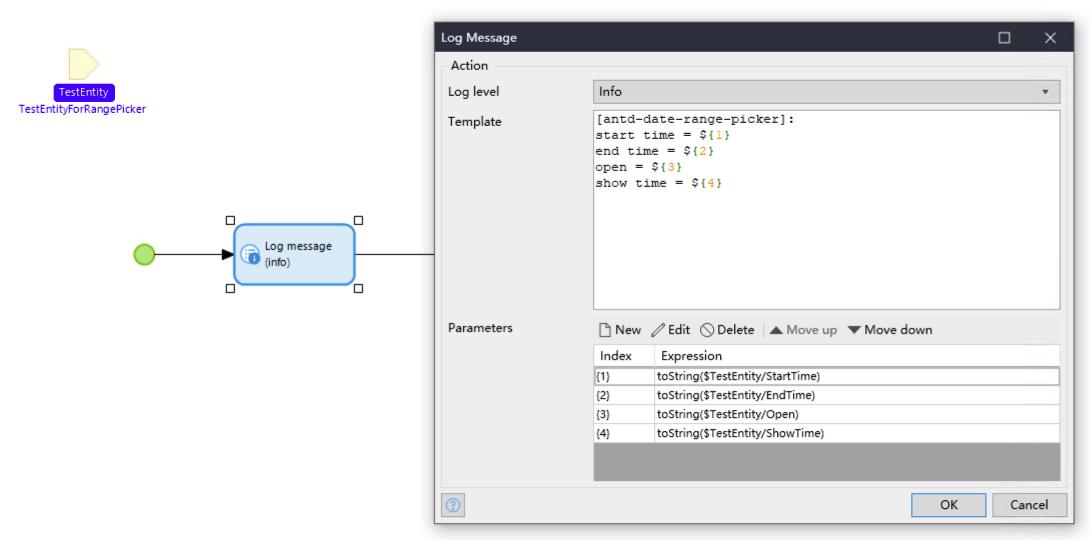 TestEntity
TestEntityForRangePicker
Log message
(info)
Log Message
Action
Log level
Info
Template
[antd-date-range-picker]:
start time = ${1}
end time = ${2}
open = ${3}
show time = ${4}
Parameters
New Edit Delete Move up Move down
Index Expression
{1} toString($TestEntity/StartTime)
{2} toString($TestEntity/EndTime)
{3} toString($TestEntity/Open)
{4} toString($TestEntity/ShowTime)
? OK Cancel